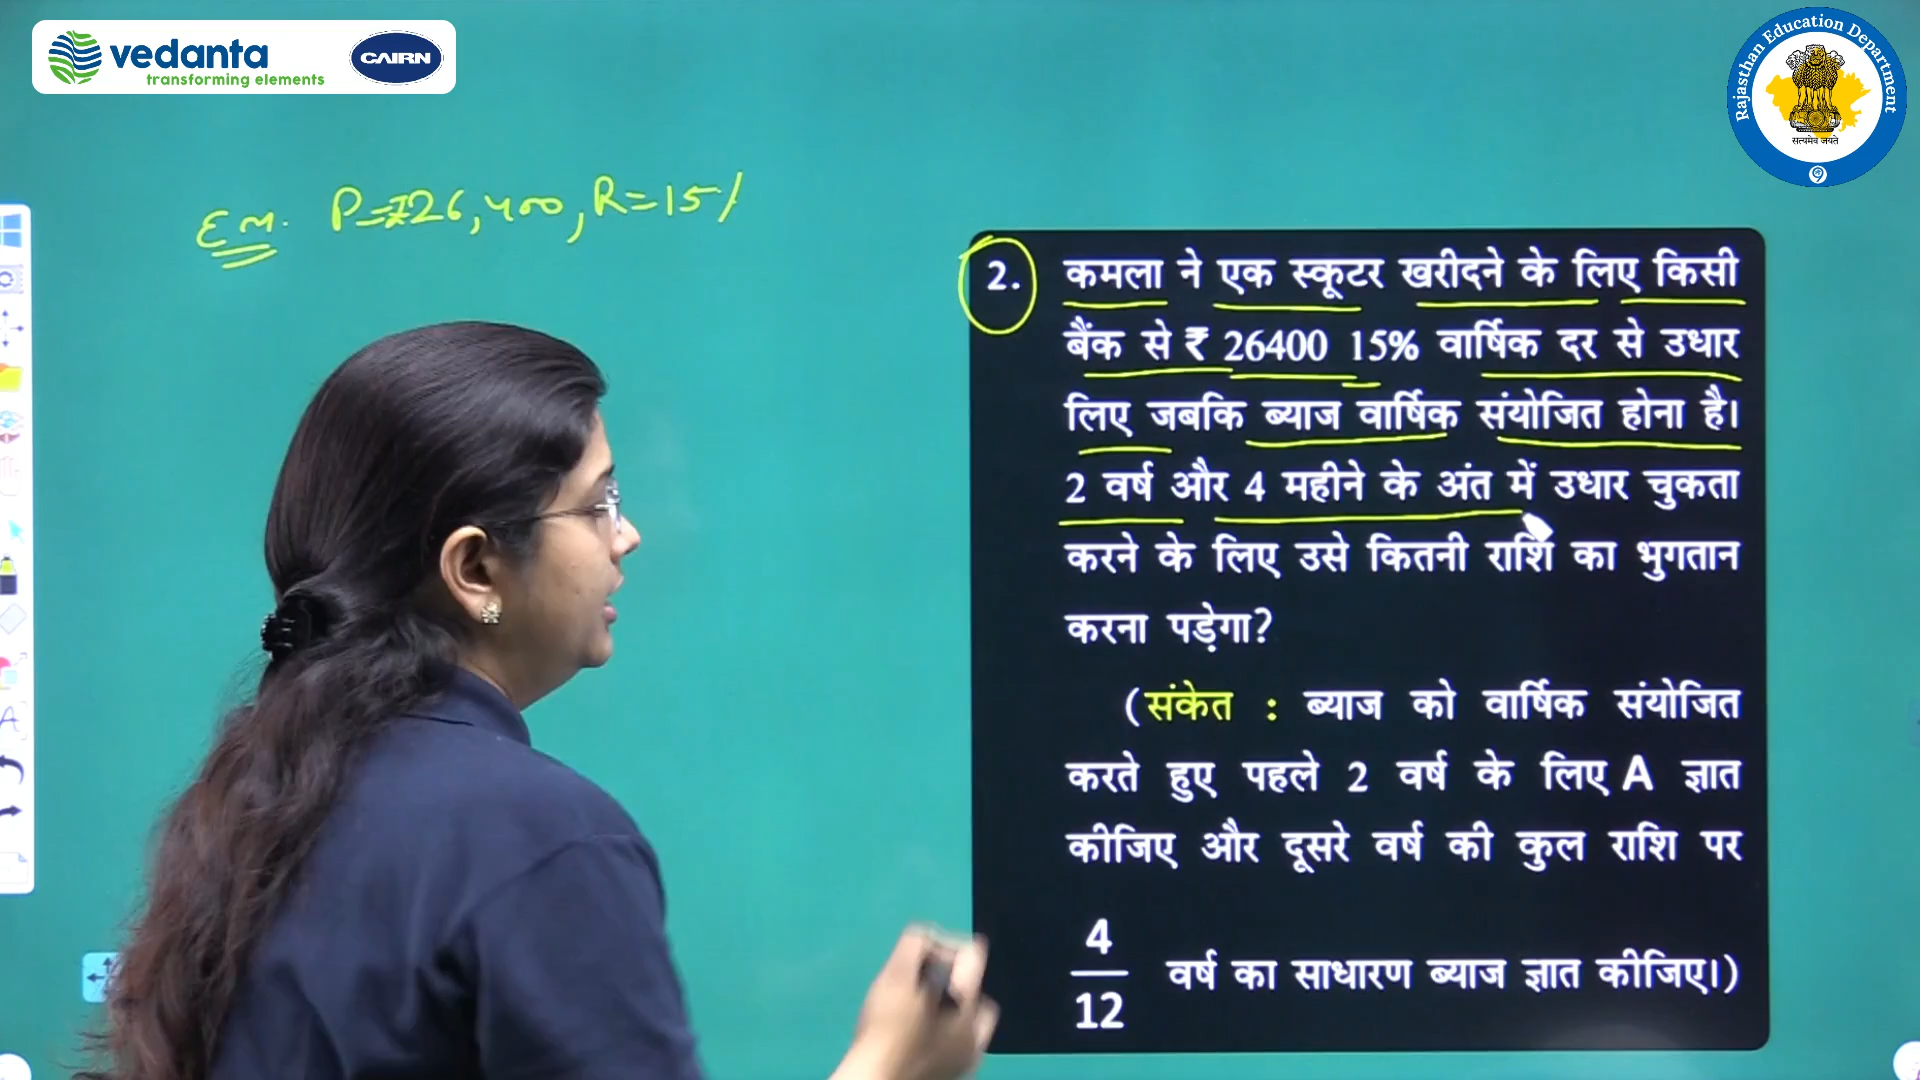 vedanta
transforming elements
CAIRN
Rajasthan Education Department
सत्यमेव जयते
P=₹26,400, R=15%
2. कमला ने एक स्कूटर खरीदने के लिए किसी
बैंक से ₹ 26400 15% वार्षिक दर से उधार
लिए जबकि ब्याज वार्षिक संयोजित होना है।
2 वर्ष और 4 महीने के अंत में उधार चुकता
करने के लिए उसे कितनी राशि का भुगतान
करना पड़ेगा?
(संकेत : ब्याज को वार्षिक संयोजित
करते हुए पहले 2 वर्ष के लिए A ज्ञात
कीजिए और दूसरे वर्ष की कुल राशि पर
4
12 वर्ष का साधारण ब्याज ज्ञात कीजिए।)